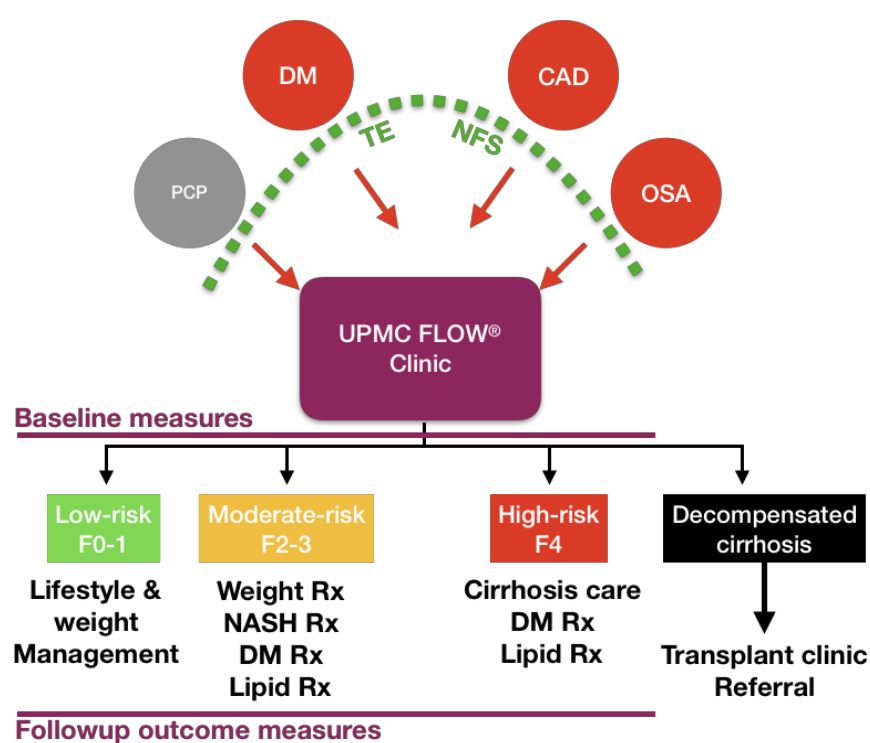 DM
CAD
TE
NFS
PCP
OSA
UPMC FLOW®
Clinic
Baseline measures
Low-risk
F0-1
Moderate-risk
F2-3
High-risk
F4
Decompensated
cirrhosis
Lifestyle &
weight
Management
Weight Rx
NASH Rx
DM Rx
Lipid Rx
Cirrhosis care
DM Rx
Lipid Rx
Transplant clinic
Referral
Followup outcome measures